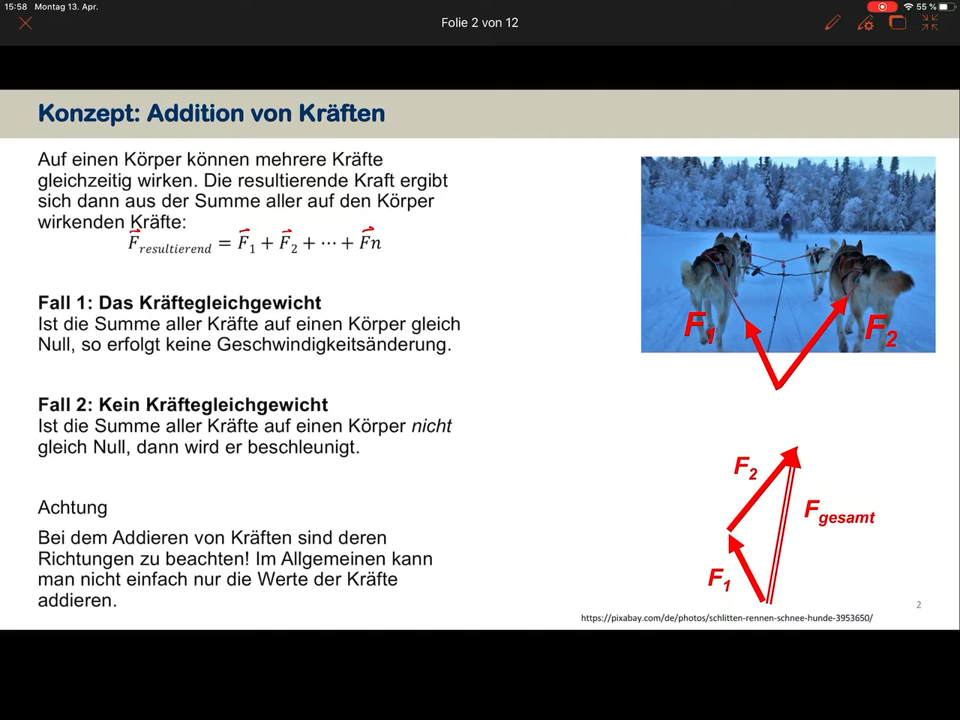 15:58 Montag 13. Apr.
55 %
Folie 2 von 12
Konzept: Addition von Kräften
Auf einen Körper können mehrere Kräfte
gleichzeitig wirken. Die resultierende Kraft ergibt
sich dann aus der Summe aller auf den Körper
wirkenden Kräfte:
F⃗resultierend = F⃗1 + F⃗2 + ⋯ + F⃗n
Fall 1: Das Kräftegleichgewicht
Ist die Summe aller Kräfte auf einen Körper gleich
Null, so erfolgt keine Geschwindigkeitsänderung.
Fall 2: Kein Kräftegleichgewicht
Ist die Summe aller Kräfte auf einen Körper nicht
gleich Null, dann wird er beschleunigt.
Achtung
Bei dem Addieren von Kräften sind deren
Richtungen zu beachten! Im Allgemeinen kann
man nicht einfach nur die Werte der Kräfte
addieren.
F1
F2
F2
Fgesamt
F1
2
https://pixabay.com/de/photos/schlitten-rennen-schnee-hunde-3953650/